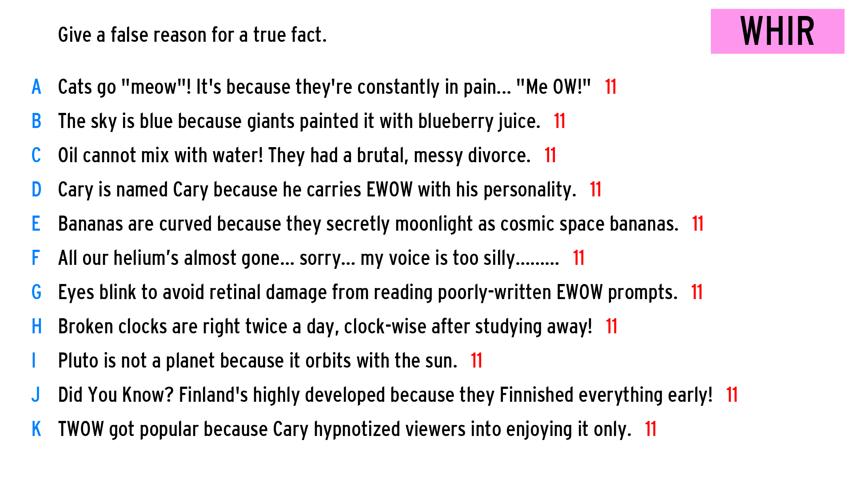 Give a false reason for a true fact.
WHIR
A Cats go "meow"! It's because they're constantly in pain... "Me OW!" 11
B The sky is blue because giants painted it with blueberry juice. 11
C Oil cannot mix with water! They had a brutal, messy divorce. 11
D Cary is named Cary because he carries EWOW with his personality. 11
E Bananas are curved because they secretly moonlight as cosmic space bananas. 11
F All our helium’s almost gone... sorry... my voice is too silly......... 11
G Eyes blink to avoid retinal damage from reading poorly-written EWOW prompts. 11
H Broken clocks are right twice a day, clock-wise after studying away! 11
I Pluto is not a planet because it orbits with the sun. 11
J Did You Know? Finland's highly developed because they Finnished everything early! 11
K TWOW got popular because Cary hypnotized viewers into enjoying it only. 11